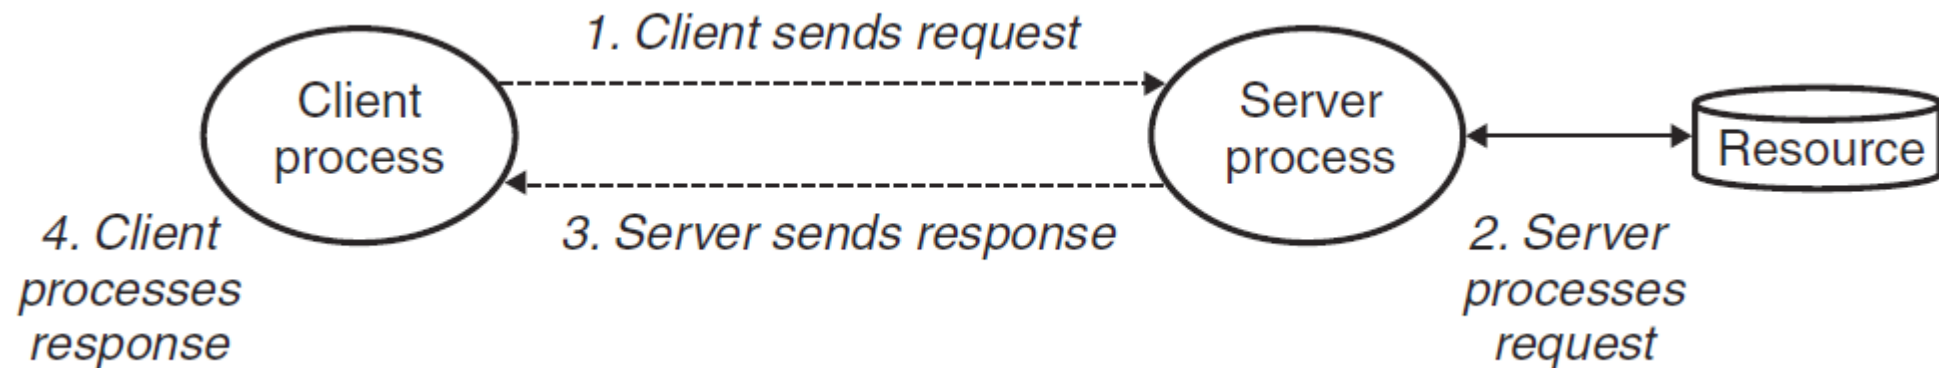 1. Client sends request
Client
process
Server
process
Resource
3. Server sends response
4. Client
processes
response
2. Server
processes
request